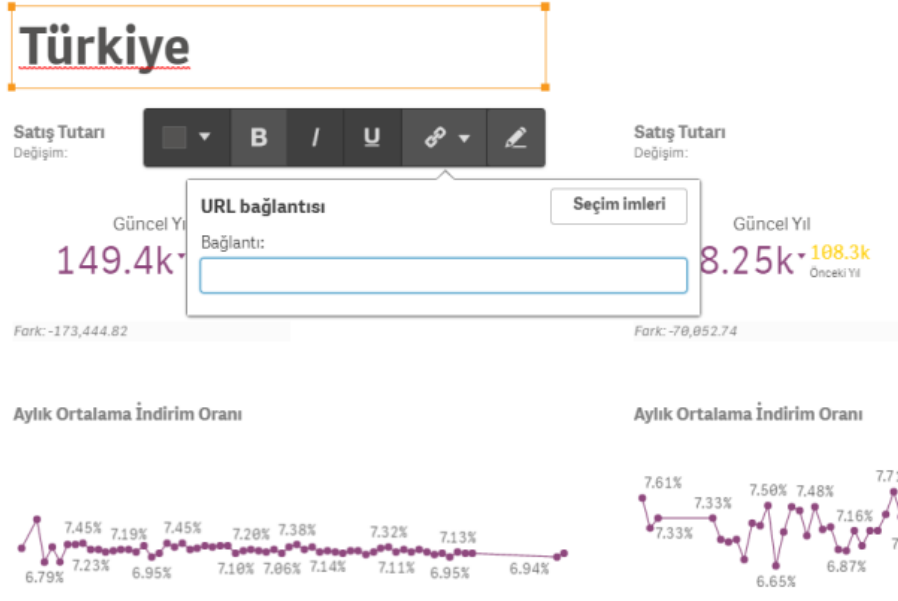 Türkiye
Satış Tutarı
Değişim:
B I U
URL bağlantısı
Seçim imleri
Bağlantı:
Güncel
149.4k
Fark: -173,444.82
Satış Tutarı
Değişim:
Güncel Yıl
8.25k
108.3k
Önceki Yıl
Fark: -70,052.74
Aylık Ortalama İndirim Oranı
7.45% 7.19% 7.45% 7.20% 7.38% 7.32% 7.13%
6.79% 7.23% 6.95% 7.10% 7.06% 7.14% 7.11% 6.95% 6.94%
Aylık Ortalama İndirim Oranı
7.61% 7.33% 7.50% 7.48% 7.16%
7.33% 6.65% 6.87%